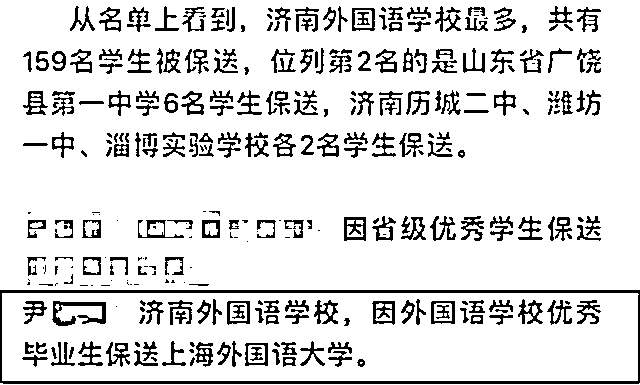 从名单上看到，济南外国语学校最多，共有
159名学生被保送，位列第2名的是山东省广饶
县第一中学6名学生保送，济南历城二中、潍坊
一中、淄博实验学校各2名学生保送。
因省级优秀学生保送
尹 济南外国语学校，因外国语学校优秀
毕业生保送上海外国语大学。